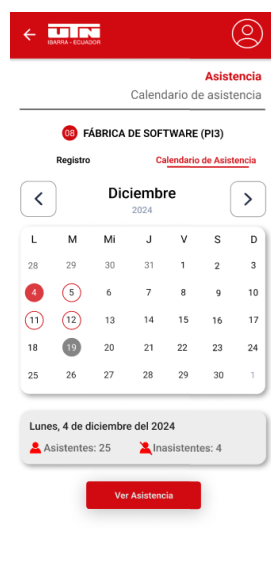 UTN
IBARRA - ECUADOR
Asistencia
Calendario de asistencia
08 FÁBRICA DE SOFTWARE (PI3)
Registro Calendario de Asistencia
Diciembre
2024
L M Mi J V S D
28 29 30 31 1 2 3
4 5 6 7 8 9 10
11 12 13 14 15 16 17
18 19 20 21 22 23 24
25 26 27 28 29 30 1
Lunes, 4 de diciembre del 2024
Asistentes: 25 Inasistentes: 4
Ver Asistencia